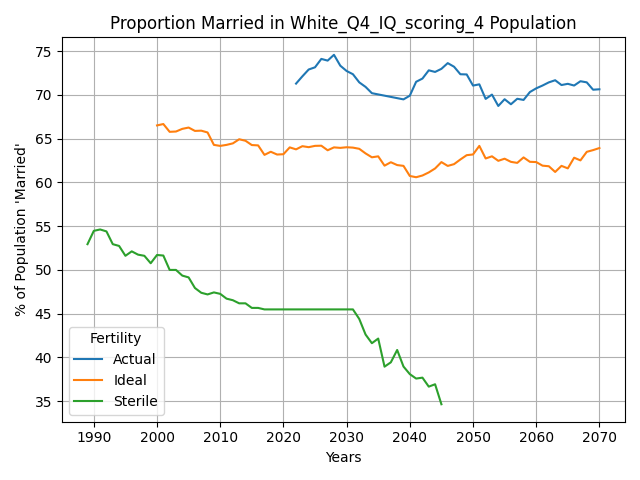 Proportion Married in White_Q4_IQ_scoring_4 Population
% of Population 'Married'
75
70
65
60
55
50
45
40
35
Fertility
Actual
Ideal
Sterile
1990 2000 2010 2020 2030 2040 2050 2060 2070
Years